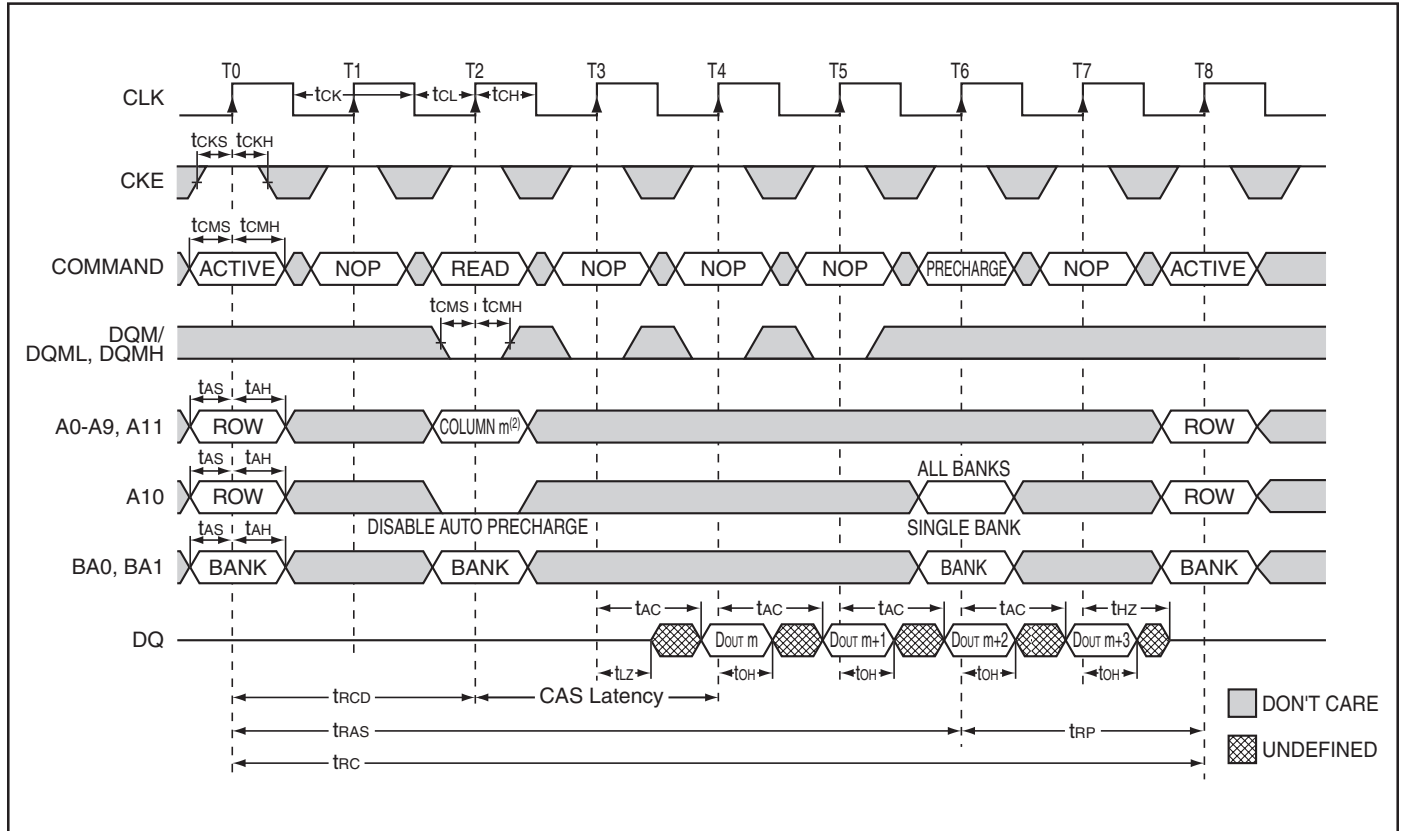 T0 T1 T2 T3 T4 T5 T6 T7 T8
CLK tCK tCL tCH
tCKS tCKH
CKE
tCMS tCMH
COMMAND ACTIVE NOP READ NOP NOP NOP PRECHARGE NOP ACTIVE
tCMS tCMH
DQM/
DQML, DQMH
tAS tAH
A0-A9, A11 ROW COLUMN m(2) ROW
tAS tAH ALL BANKS
A10 ROW ROW
DISABLE AUTO PRECHARGE SINGLE BANK
tAS tAH
BA0, BA1 BANK BANK BANK BANK
tAC tAC tAC tAC tHZ
DQ DOUT m DOUT m+1 DOUT m+2 DOUT m+3
tLZ tOH tOH tOH tOH
tRCD CAS Latency
DON'T CARE
tRAS tRP
UNDEFINED
tRC